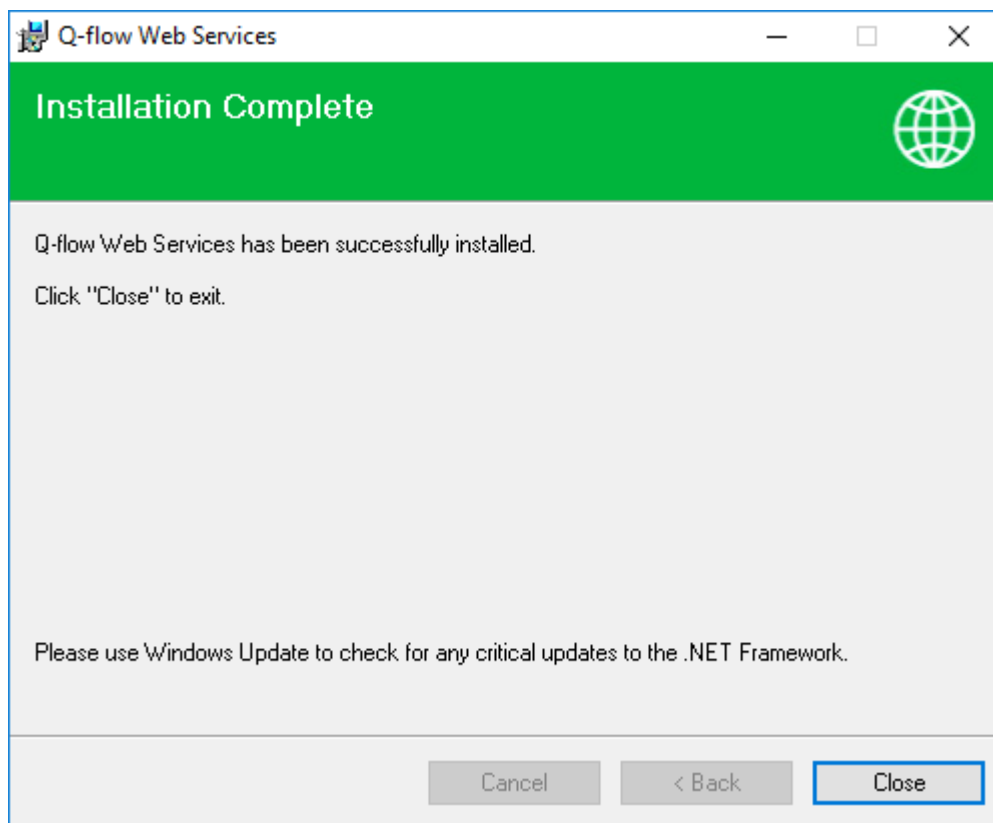 Q-flow Web Services
Installation Complete
Q-flow Web Services has been successfully installed.
Click "Close" to exit.
Please use Windows Update to check for any critical updates to the .NET Framework.
Cancel
< Back
Close